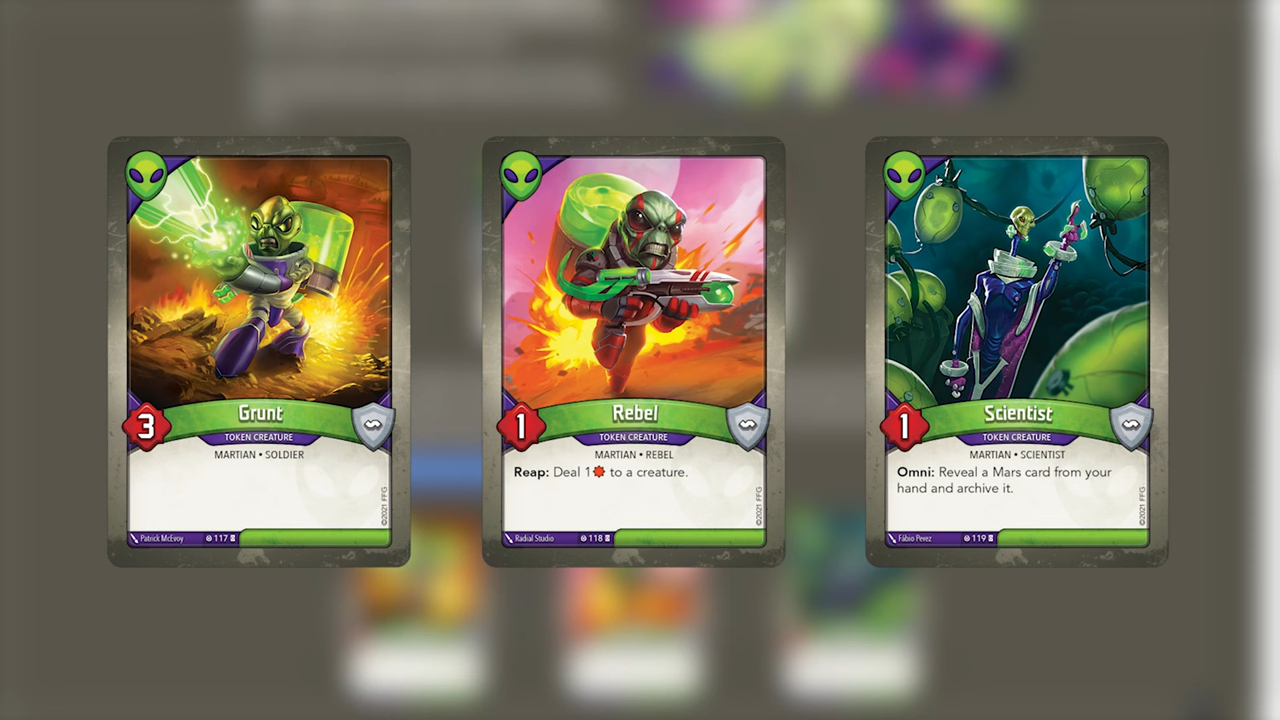 3
Grunt
TOKEN CREATURE
MARTIAN • SOLDIER
©2021 FFG
Patrick McEvoy
117
1
Rebel
TOKEN CREATURE
MARTIAN • REBEL
Reap: Deal 1 to a creature.
©2021 FFG
Radial Studio
118
1
Scientist
TOKEN CREATURE
MARTIAN • SCIENTIST
Omni: Reveal a Mars card from your
hand and archive it.
©2021 FFG
Fábio Perez
119